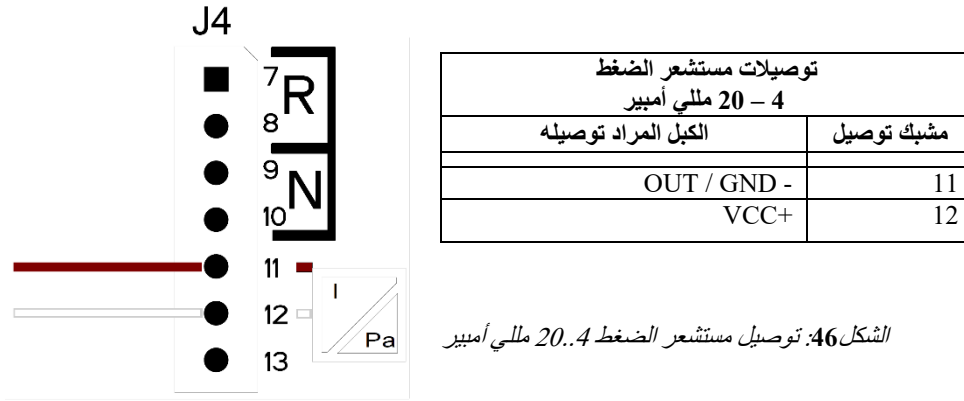 J4
7
R
8
9
N
10
11
12
13
I
Pa
توصيلات مستشعر الضغط
4 – 20 مللي أمبير
مشبك توصيل	الكبل المراد توصيله
11	OUT / GND -
12	VCC+
الشكل46: توصيل مستشعر الضغط 4..20 مللي أمبير